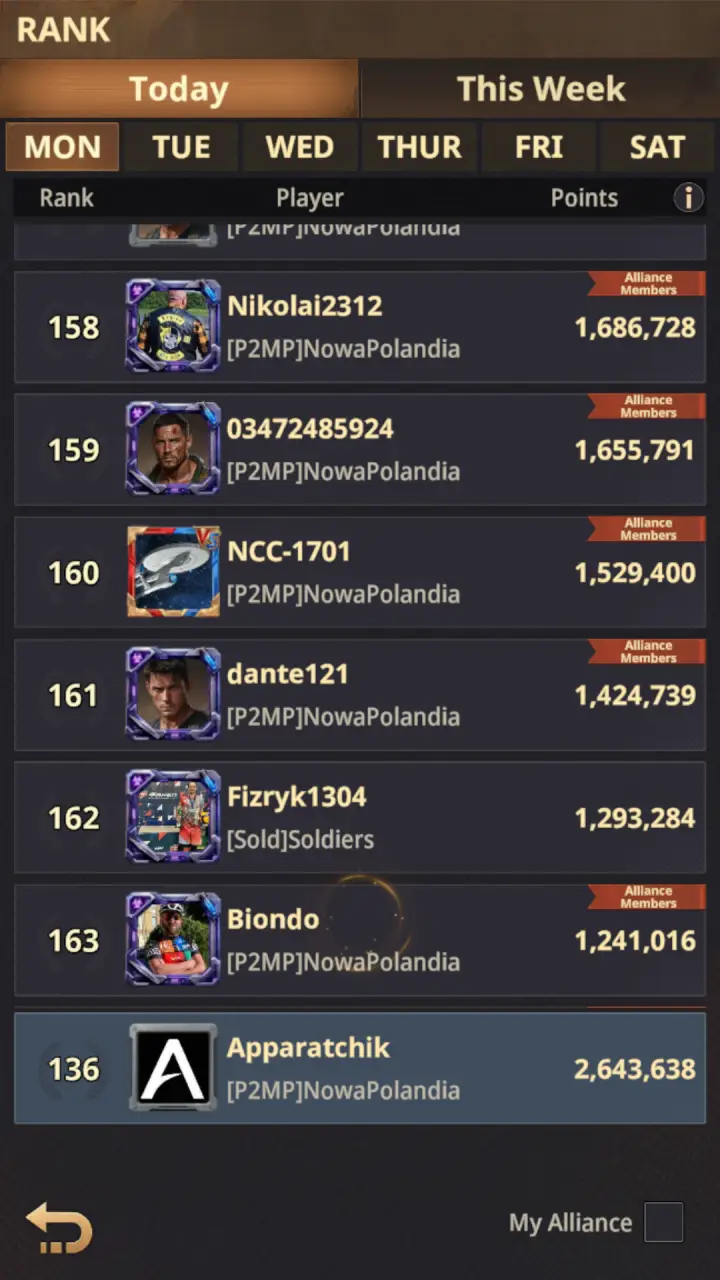 RANK
Today
This Week
MON TUE WED THUR FRI SAT
Rank Player Points i
[P2MP]NowaPolandia
Alliance
Members
158 Nikolai2312 1,686,728
[P2MP]NowaPolandia
Alliance
Members
159 03472485924 1,655,791
[P2MP]NowaPolandia
Alliance
Members
160 NCC-1701 1,529,400
[P2MP]NowaPolandia
Alliance
Members
161 dante121 1,424,739
[P2MP]NowaPolandia
162 Fizryk1304 1,293,284
[Sold]Soldiers
Alliance
Members
163 Biondo 1,241,016
[P2MP]NowaPolandia
136 Apparatchik 2,643,638
[P2MP]NowaPolandia
My Alliance